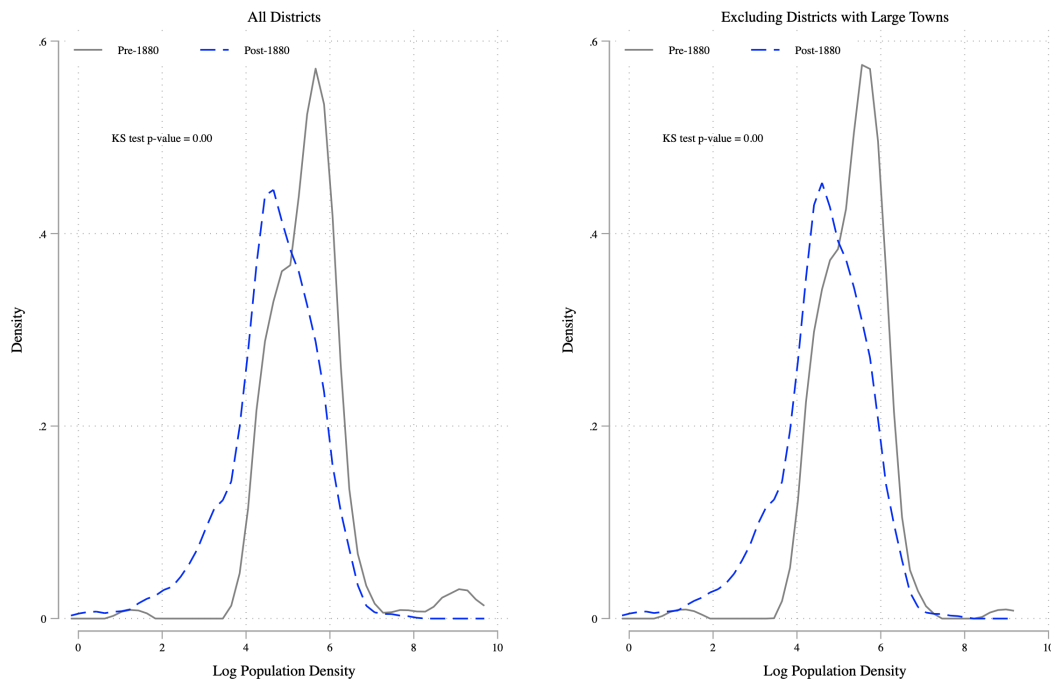 All Districts
Pre-1880
Post-1880
KS test p-value = 0.00
.6
.4
.2
0
Density
0 2 4 6 8 10
Log Population Density
Excluding Districts with Large Towns
Pre-1880
Post-1880
KS test p-value = 0.00
.6
.4
.2
0
Density
0 2 4 6 8 10
Log Population Density